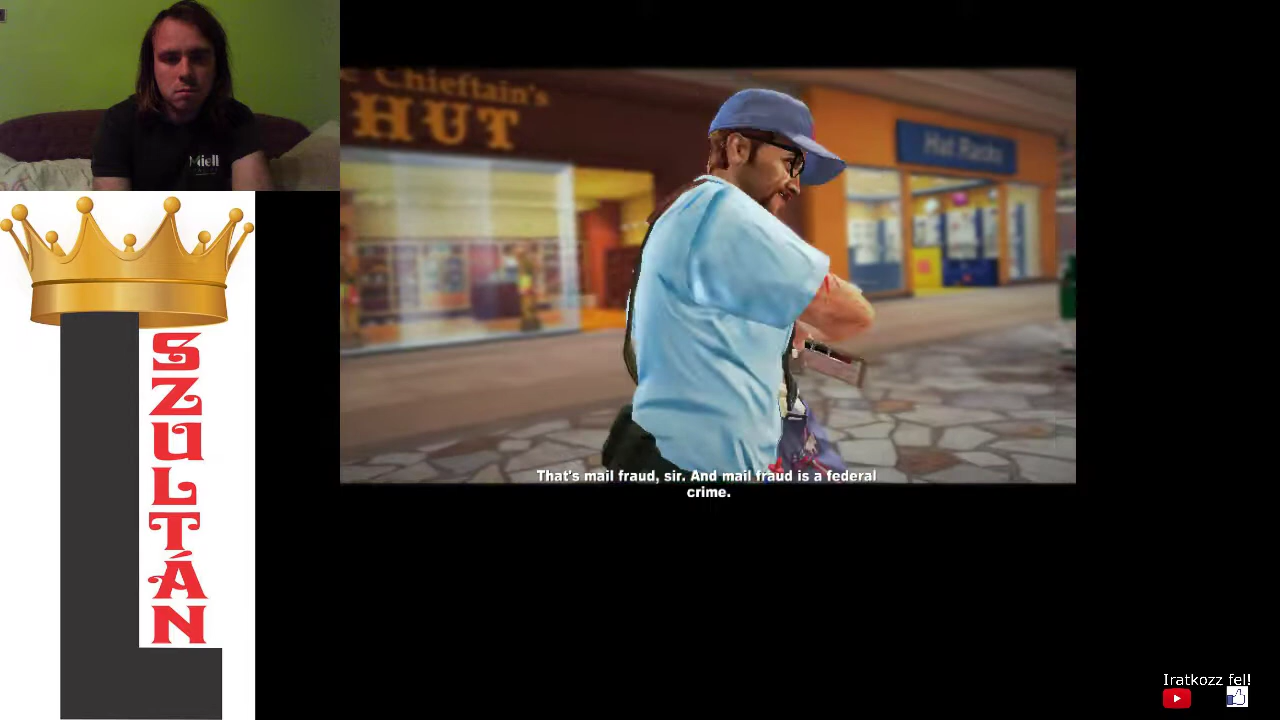 Miell
e Chieftain's
HUT
Hat Racks
L
SZULTÁN
That's mail fraud, sir. And mail fraud is a federal
crime.
Iratkozz fel!